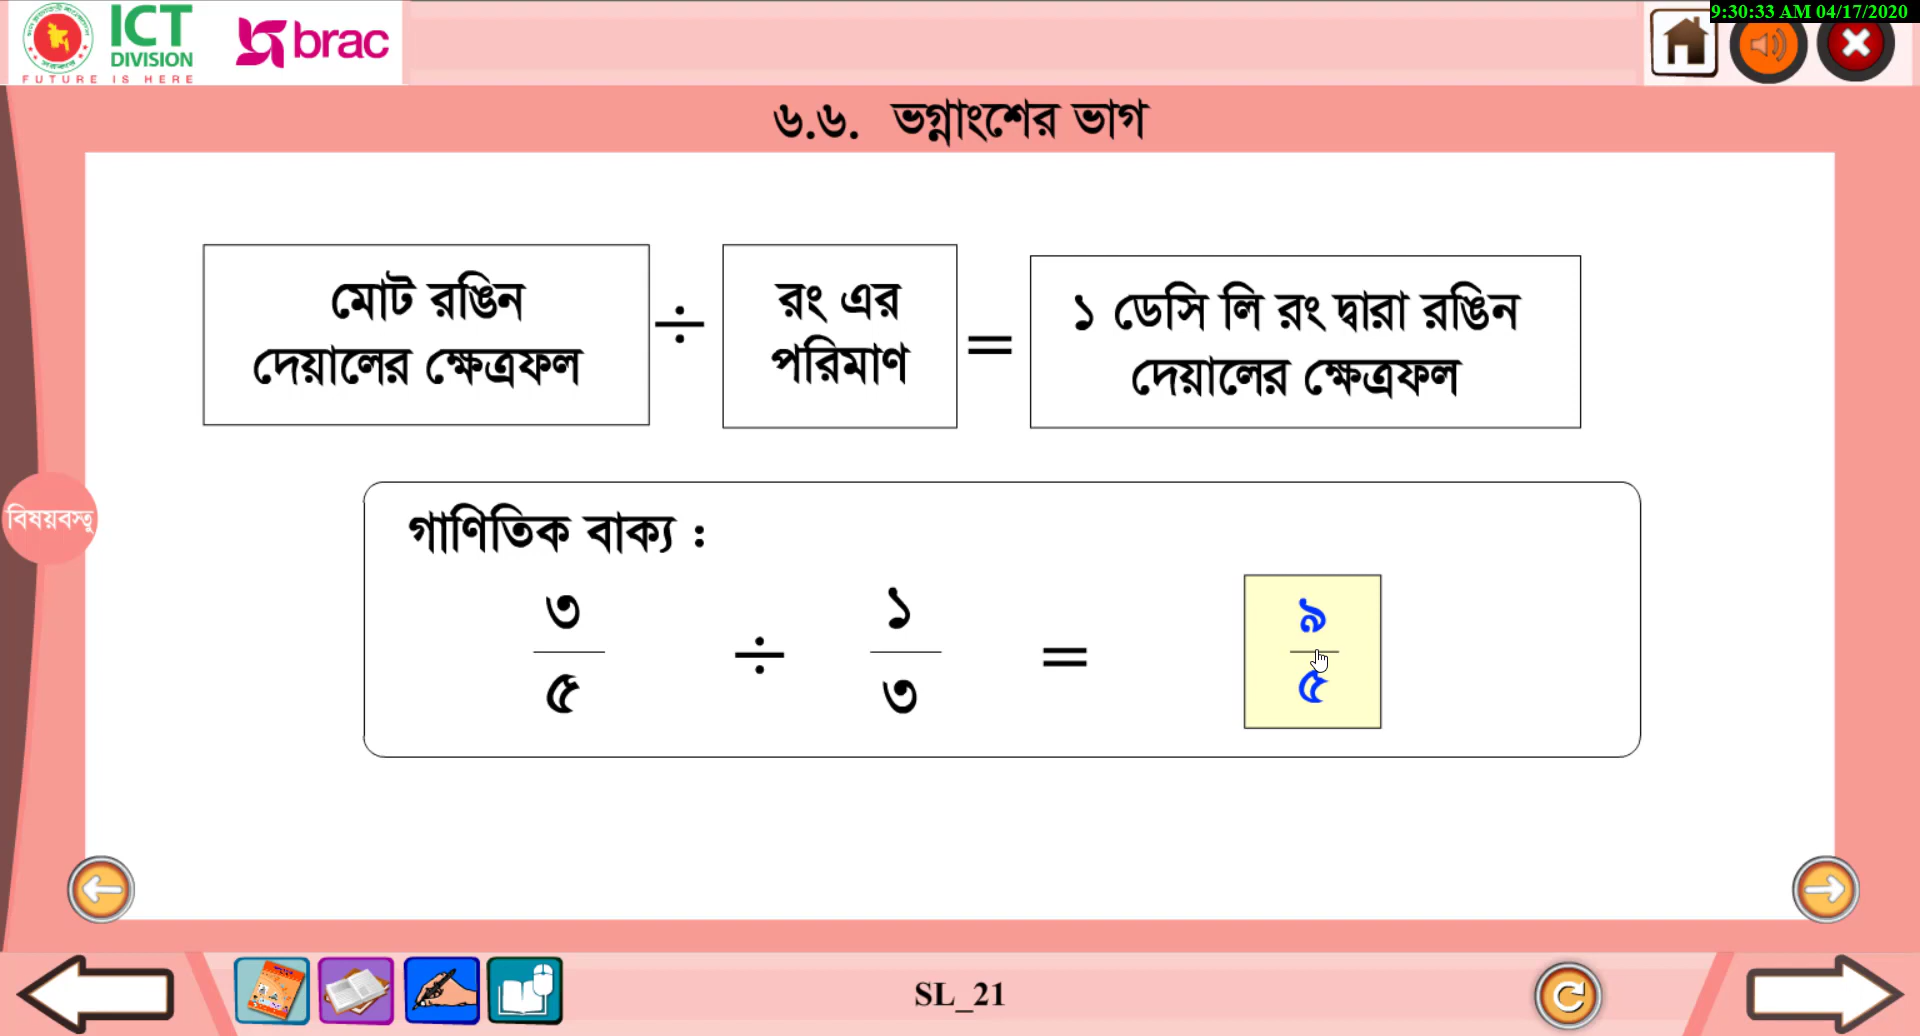 ICT
DIVISION
FUTURE IS HERE
brac
9:30:33 AM 04/17/2020
৬.৬. ভগ্নাংশের ভাগ
মোট রঙিন
দেয়ালের ক্ষেত্রফল
÷
রং এর
পরিমাণ
=
১ ডেসি লি রং দ্বারা রঙিন
দেয়ালের ক্ষেত্রফল
বিষয়বস্তু
গাণিতিক বাক্য :
৩
৫
÷
১
৩
=
৯
৫
SL_21